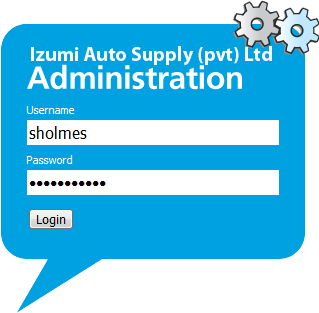 Izumi Auto Supply (pvt) Ltd
Administration
Username
sholmes
Password
•••••••••••
Login